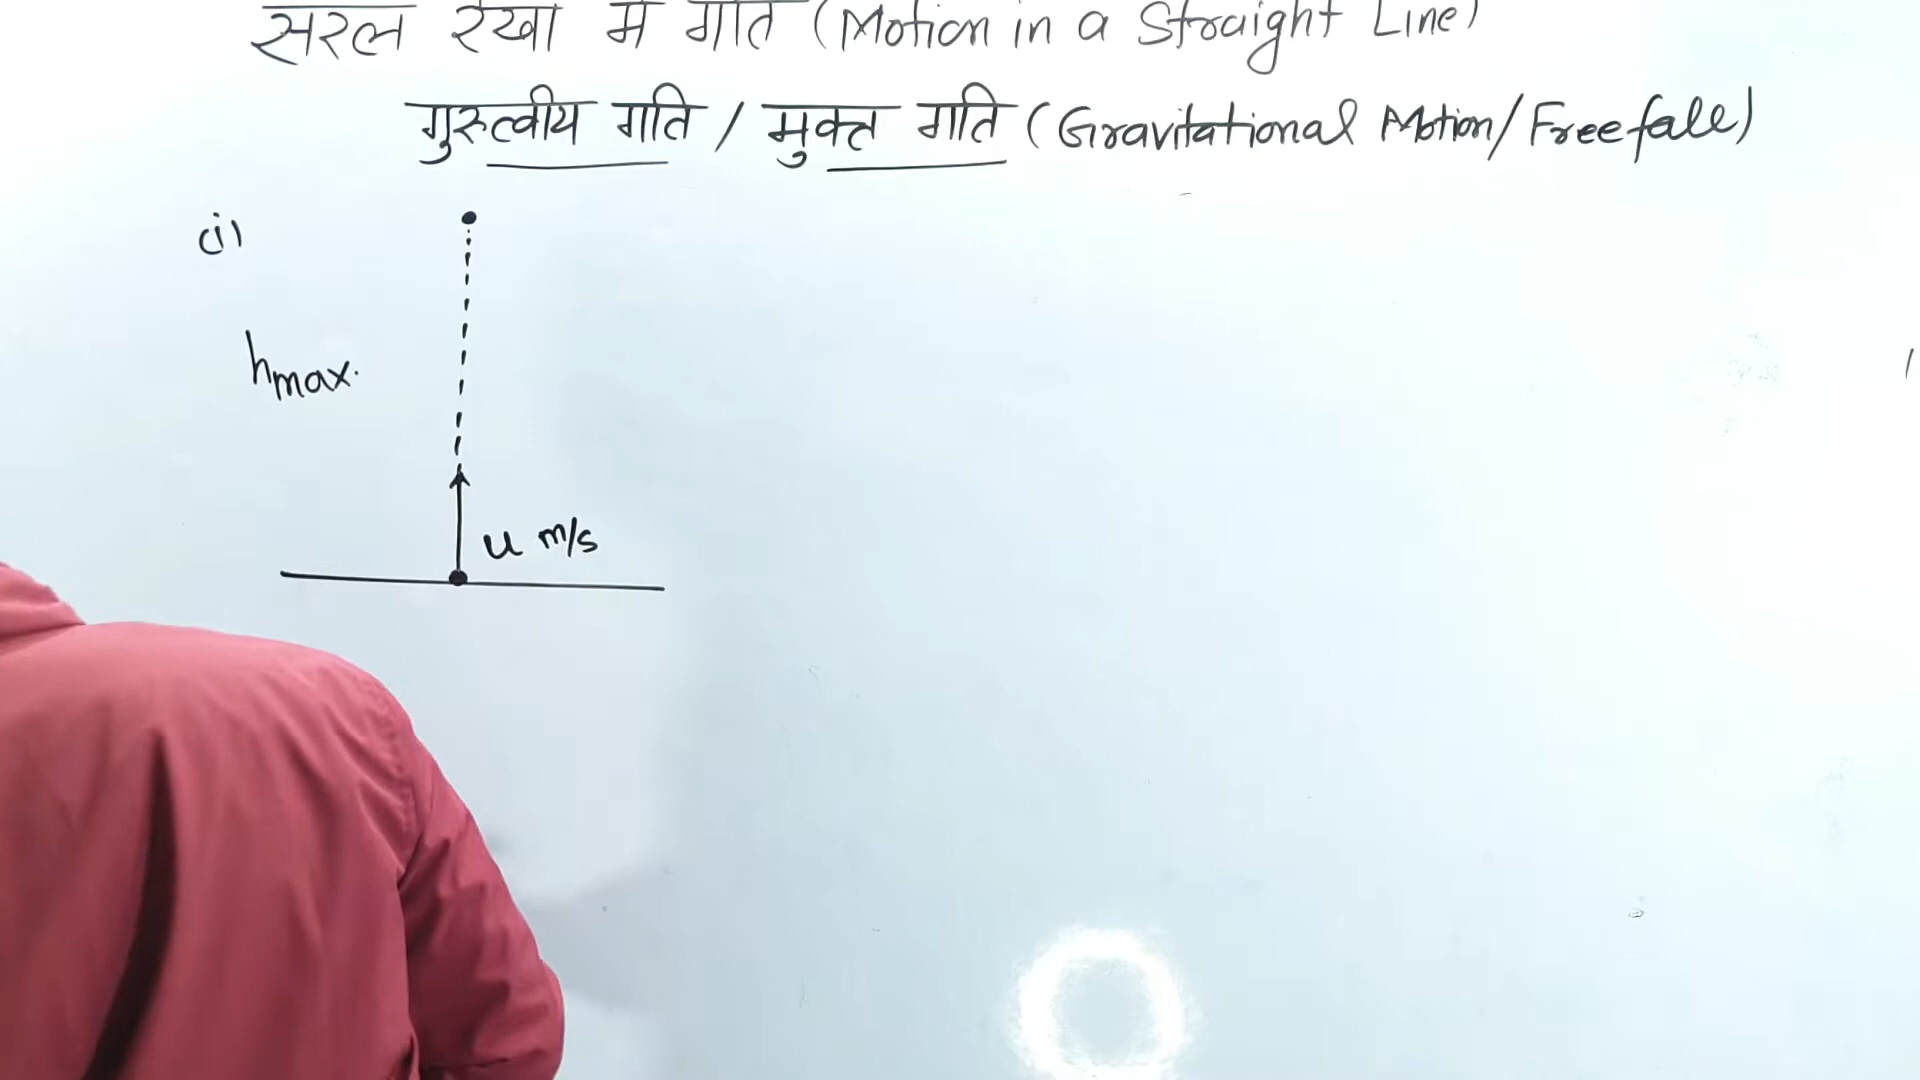 सरल रेखा में गति (Motion in a Straight Line)
गुरुत्वीय गति / मुक्त गति (Gravitational Motion/Freefall)
(i)
hmax.
u m/s